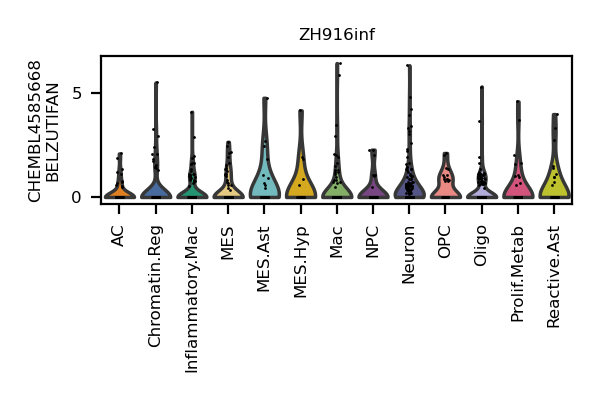 ZH916inf
CHEMBL4585668
BELZUTIFAN
5
0
AC
Chromatin.Reg
Inflammatory.Mac
MES
MES.Ast
MES.Hyp
Mac
NPC
Neuron
OPC
Oligo
Prolif.Metab
Reactive.Ast